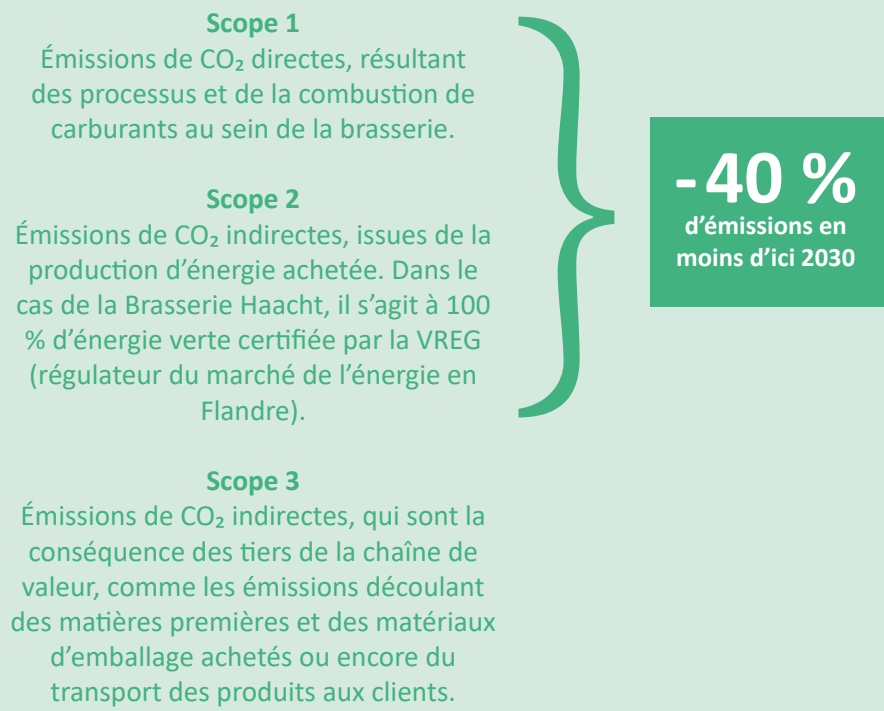 Scope 1
Émissions de CO₂ directes, résultant
des processus et de la combustion de
carburants au sein de la brasserie.
Scope 2
Émissions de CO₂ indirectes, issues de la
production d’énergie achetée. Dans le
cas de la Brasserie Haacht, il s’agit à 100
% d’énergie verte certifiée par la VREG
(régulateur du marché de l’énergie en
Flandre).
Scope 3
Émissions de CO₂ indirectes, qui sont la
conséquence des tiers de la chaîne de
valeur, comme les émissions découlant
des matières premières et des matériaux
d’emballage achetés ou encore du
transport des produits aux clients.
- 40 %
d’émissions en
moins d’ici 2030